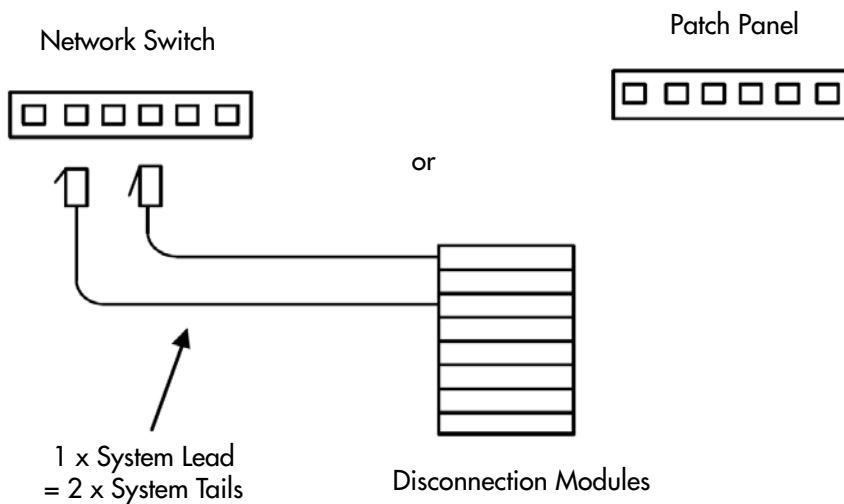 Network Switch
Patch Panel
or
1 x System Lead
= 2 x System Tails
Disconnection Modules